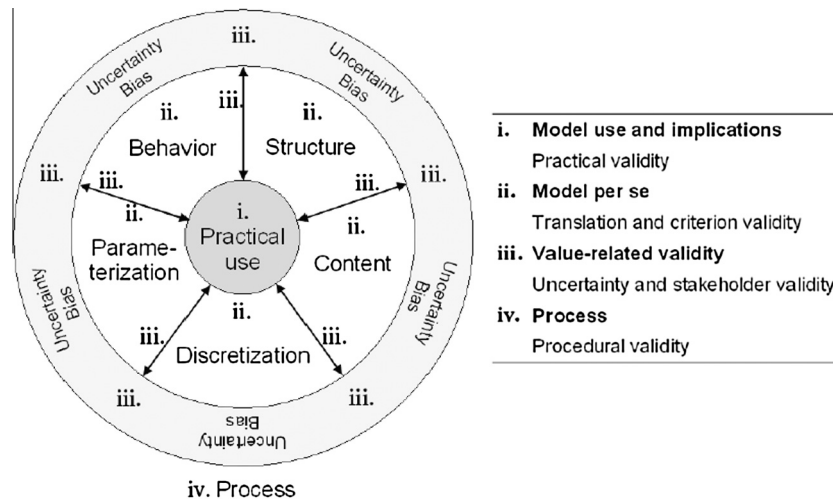 iii.
Uncertainty
Bias
Uncertainty
Bias
iii.
ii.
Behavior
ii.
Structure
iii.
iii.
iii.
iii.
ii.
Parame-
terization
i.
Practical
use
ii.
Content
Uncertainty
Bias
Uncertainty
Bias
ii.
Discretization
iii.
iii.
iii.
iii.
Uncertainty
Bias
iv. Process
i. Model use and implications
Practical validity
ii. Model per se
Translation and criterion validity
iii. Value-related validity
Uncertainty and stakeholder validity
iv. Process
Procedural validity